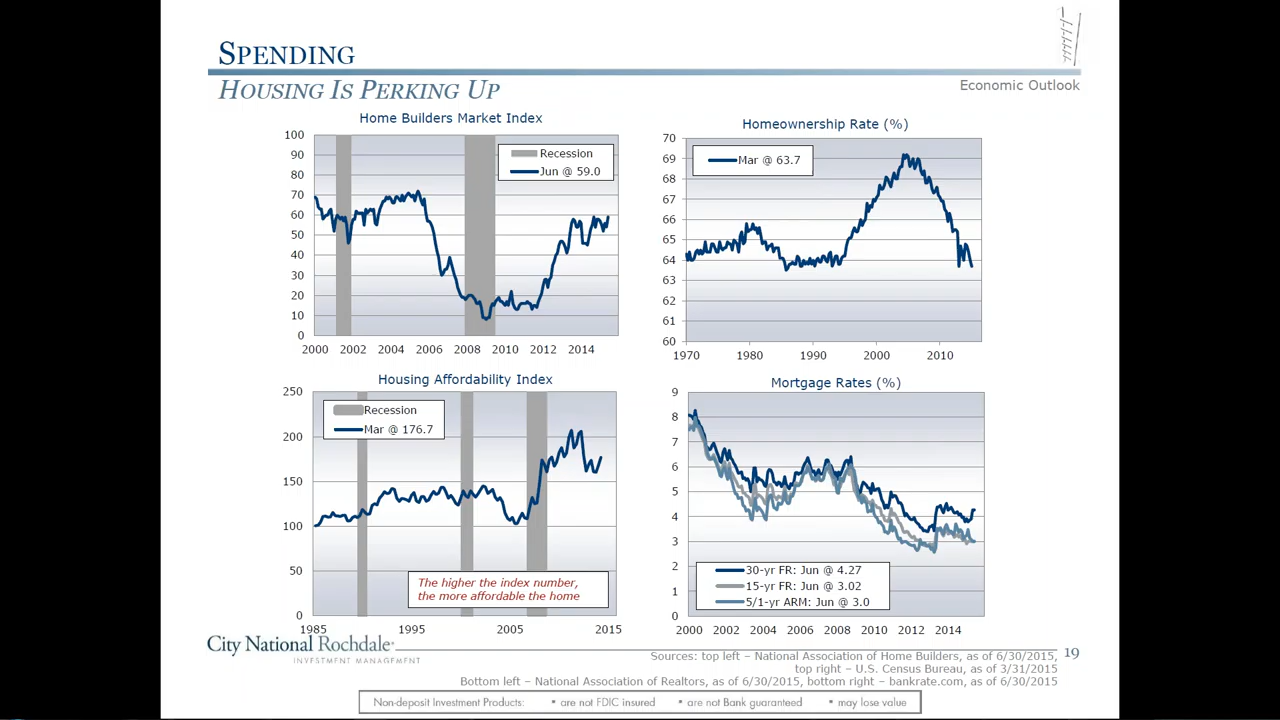 SPENDING
HOUSING IS PERKING UP
Economic Outlook
Home Builders Market Index
100
90
80
70
60
50
40
30
20
10
0
Recession
Jun @ 59.0
2000 2002 2004 2006 2008 2010 2012 2014
Homeownership Rate (%)
70
69
68
67
66
65
64
63
62
61
60
Mar @ 63.7
1970 1980 1990 2000 2010
Housing Affordability Index
250
200
150
100
50
0
Recession
Mar @ 176.7
The higher the index number,
the more affordable the home
1985 1995 2005 2015
Mortgage Rates (%)
9
8
7
6
5
4
3
2
1
0
30-yr FR: Jun @ 4.27
15-yr FR: Jun @ 3.02
5/1-yr ARM: Jun @ 3.0
2000 2002 2004 2006 2008 2010 2012 2014
City National Rochdale
INVESTMENT MANAGEMENT
Sources: top left – National Association of Home Builders, as of 6/30/2015,
top right – U.S. Census Bureau, as of 3/31/2015
Bottom left – National Association of Realtors, as of 6/30/2015, bottom right – bankrate.com, as of 6/30/2015
19
Non-deposit Investment Products: • are not FDIC insured • are not Bank guaranteed • may lose value